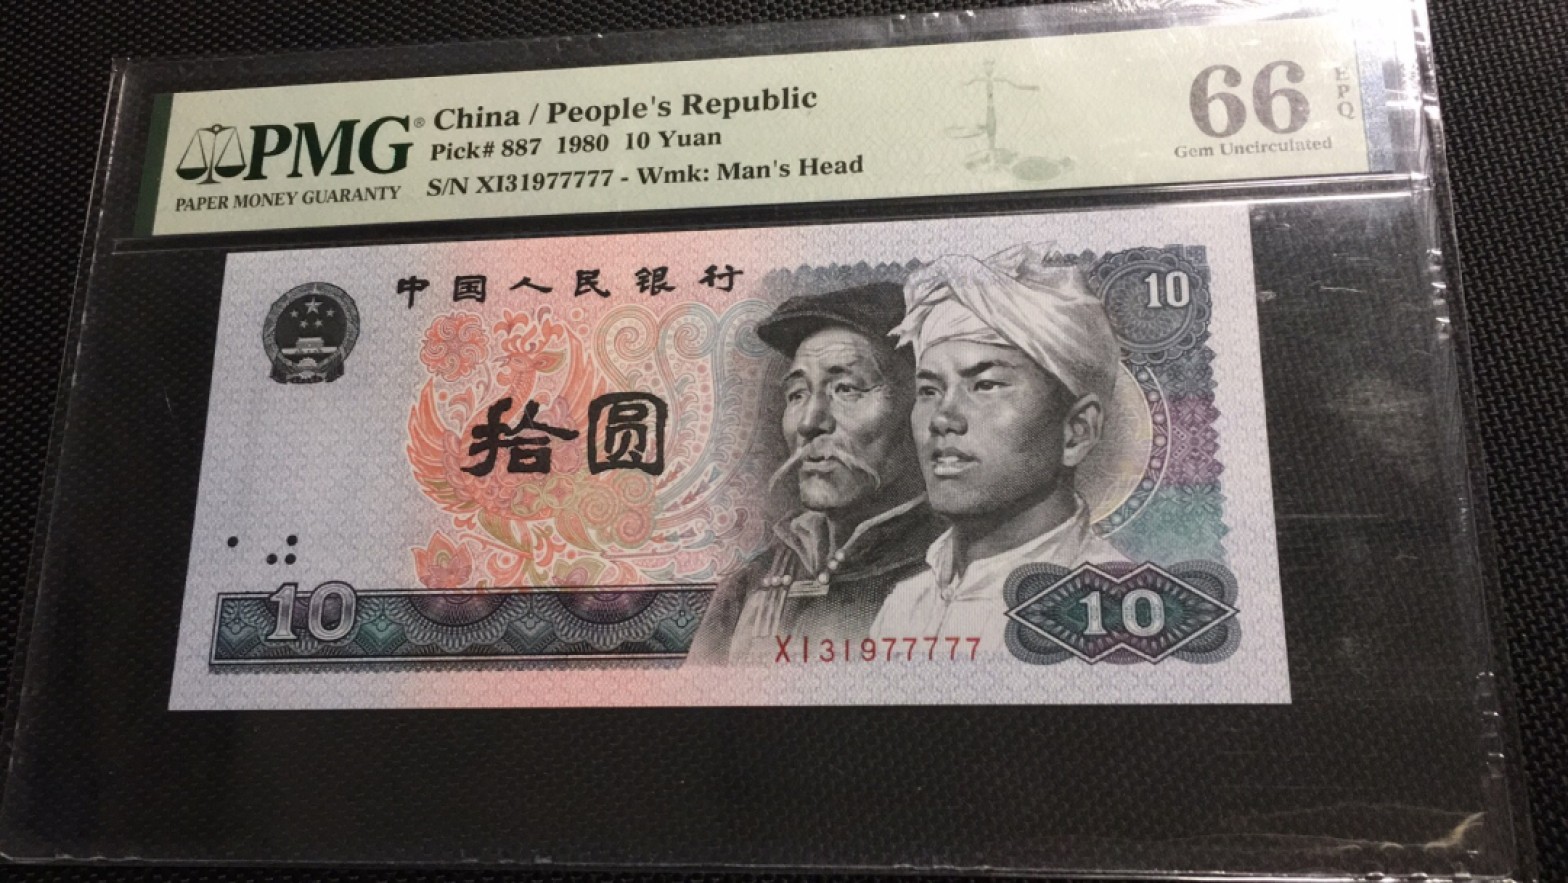 PMG®
PAPER MONEY GUARANTY
China / People's Republic
Pick# 887 1980 10 Yuan
S/N XI31977777 - Wmk: Man's Head
66
EPQ
Gem Uncirculated
中国人民银行
10
拾圆
10
10
XI31977777